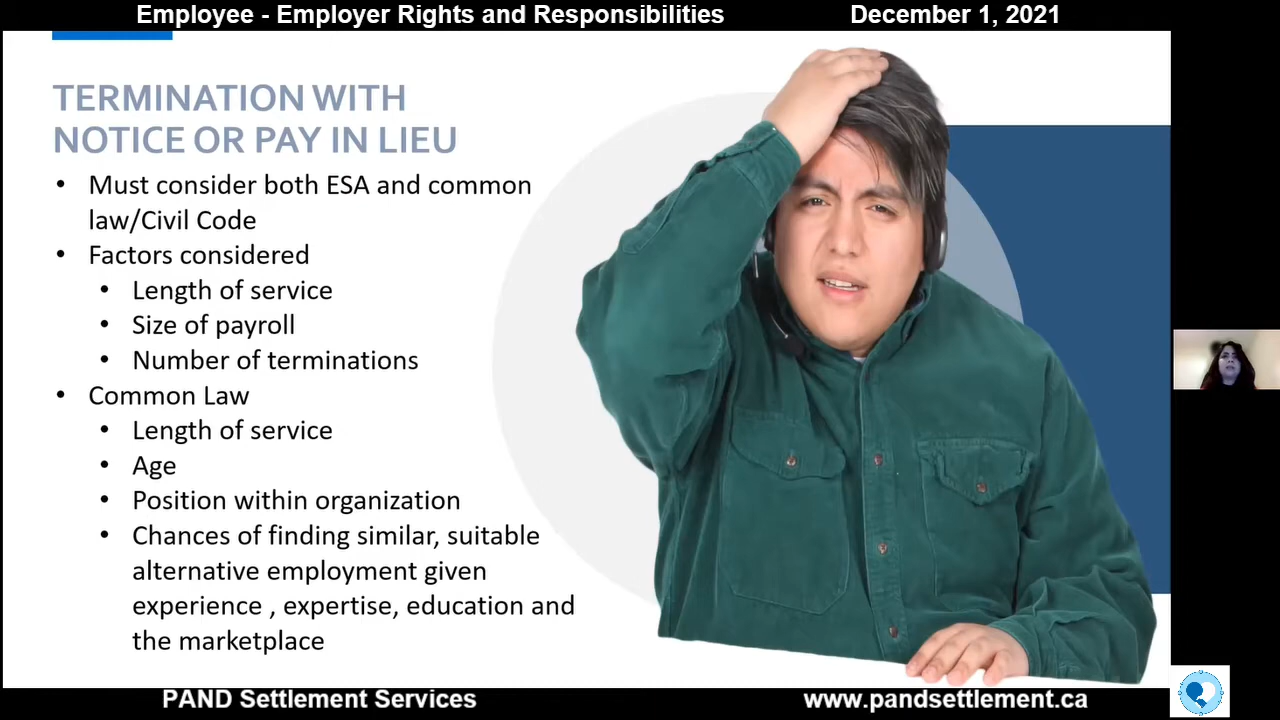 Employee - Employer Rights and Responsibilities December 1, 2021
TERMINATION WITH
NOTICE OR PAY IN LIEU
• Must consider both ESA and common
law/Civil Code
• Factors considered
• Length of service
• Size of payroll
• Number of terminations
• Common Law
• Length of service
• Age
• Position within organization
• Chances of finding similar, suitable
alternative employment given
experience , expertise, education and
the marketplace
PAND Settlement Services www.pandsettlement.ca